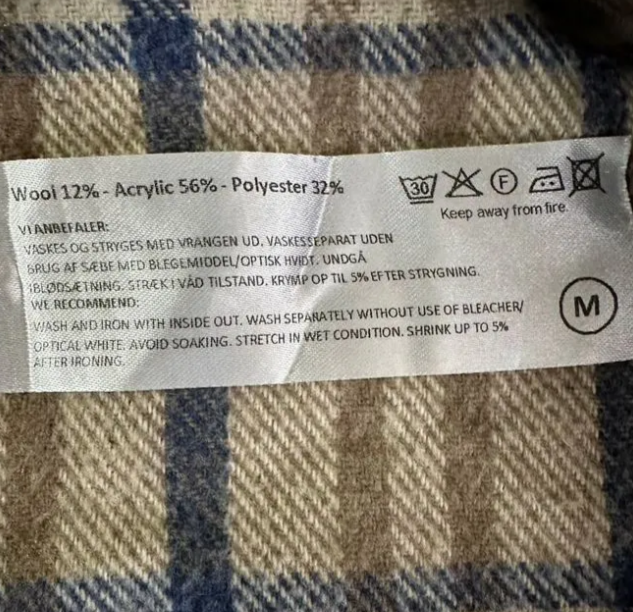 Wool 12% - Acrylic 56% - Polyester 32%
30 F
Keep away from fire.
VI ANBEFALER:
VASKES OG STRYGES MED VRANGEN UD. VASKES SEPARAT UDEN
BRUG AF SÆBE MED BLEGEMIDDEL/OPTISK HVIDT. UNDGÅ
IBLØDSÆTNING. STRÆK I VÅD TILSTAND. KRYMP OP TIL 5% EFTER STRYGNING.
WE RECOMMEND:
WASH AND IRON WITH INSIDE OUT. WASH SEPARATELY WITHOUT USE OF BLEACHER/
OPTICAL WHITE. AVOID SOAKING. STRETCH IN WET CONDITION. SHRINK UP TO 5%
AFTER IRONING.
M